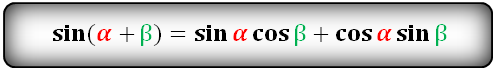 sin(α + β) = sin α cos β + cos α sin β